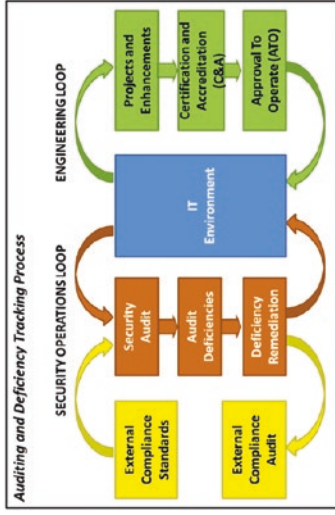 Auditing and Deficiency Tracking Process
SECURITY OPERATIONS LOOP
ENGINEERING LOOP
External
Compliance
Standards
External
Compliance
Audit
Security
Audit
Audit
Deficiencies
Deficiency
Remediation
IT
Environment
Projects and
Enhancements
Certification and
Accreditation
(C&A)
Approval To
Operate (ATO)